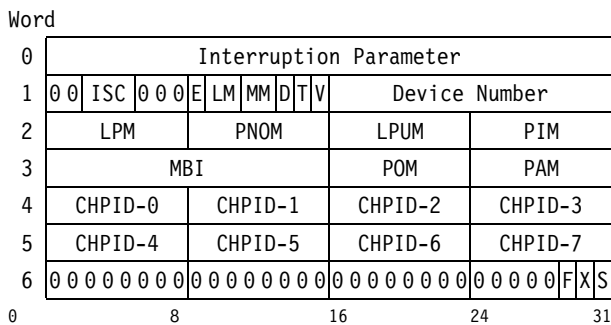 Word
0 Interruption Parameter
1 0 0 ISC 0 0 0 E LM MM D T V Device Number
2 LPM PNOM LPUM PIM
3 MBI POM PAM
4 CHPID-0 CHPID-1 CHPID-2 CHPID-3
5 CHPID-4 CHPID-5 CHPID-6 CHPID-7
6 0 0 0 0 0 0 0 0 0 0 0 0 0 0 0 0 0 0 0 0 0 0 0 0 0 0 0 0 0 F X S
0 8 16 24 31